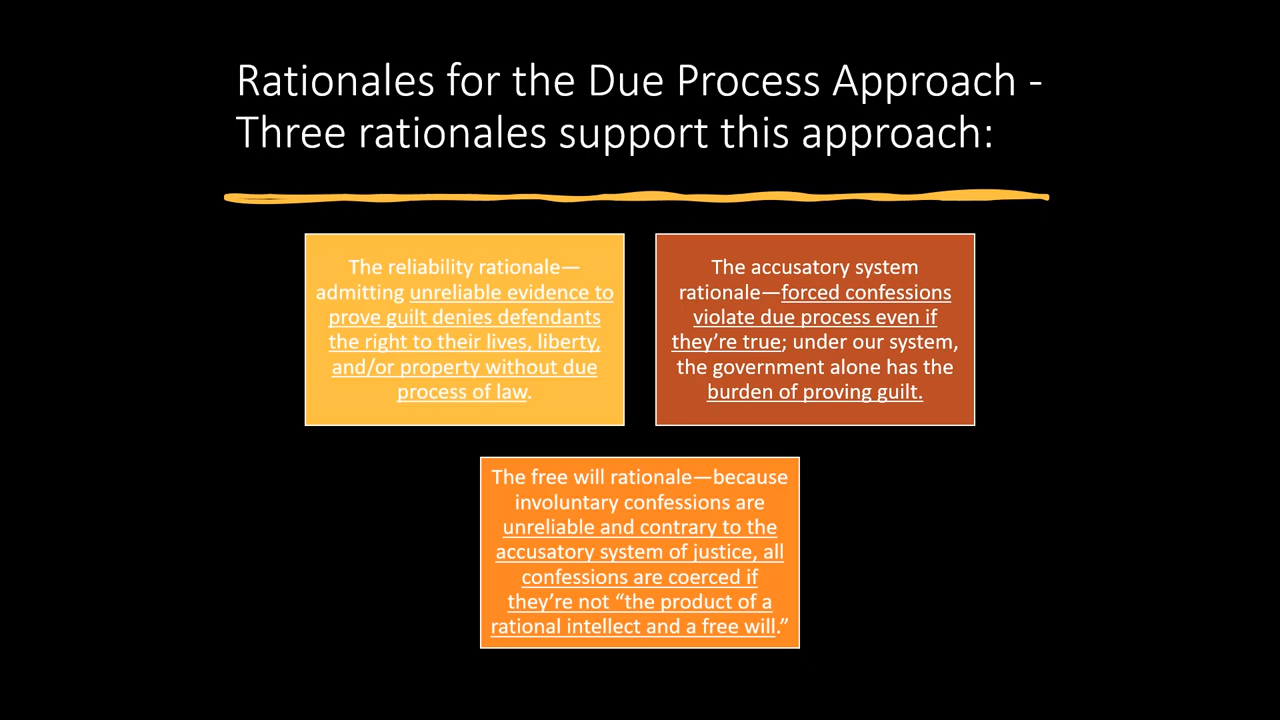 Rationales for the Due Process Approach -
Three rationales support this approach:
The reliability rationale—
admitting unreliable evidence to
prove guilt denies defendants
the right to their lives, liberty,
and/or property without due
process of law.
The accusatory system
rationale—forced confessions
violate due process even if
they’re true; under our system,
the government alone has the
burden of proving guilt.
The free will rationale—because
involuntary confessions are
unreliable and contrary to the
accusatory system of justice, all
confessions are coerced if
they’re not “the product of a
rational intellect and a free will.”